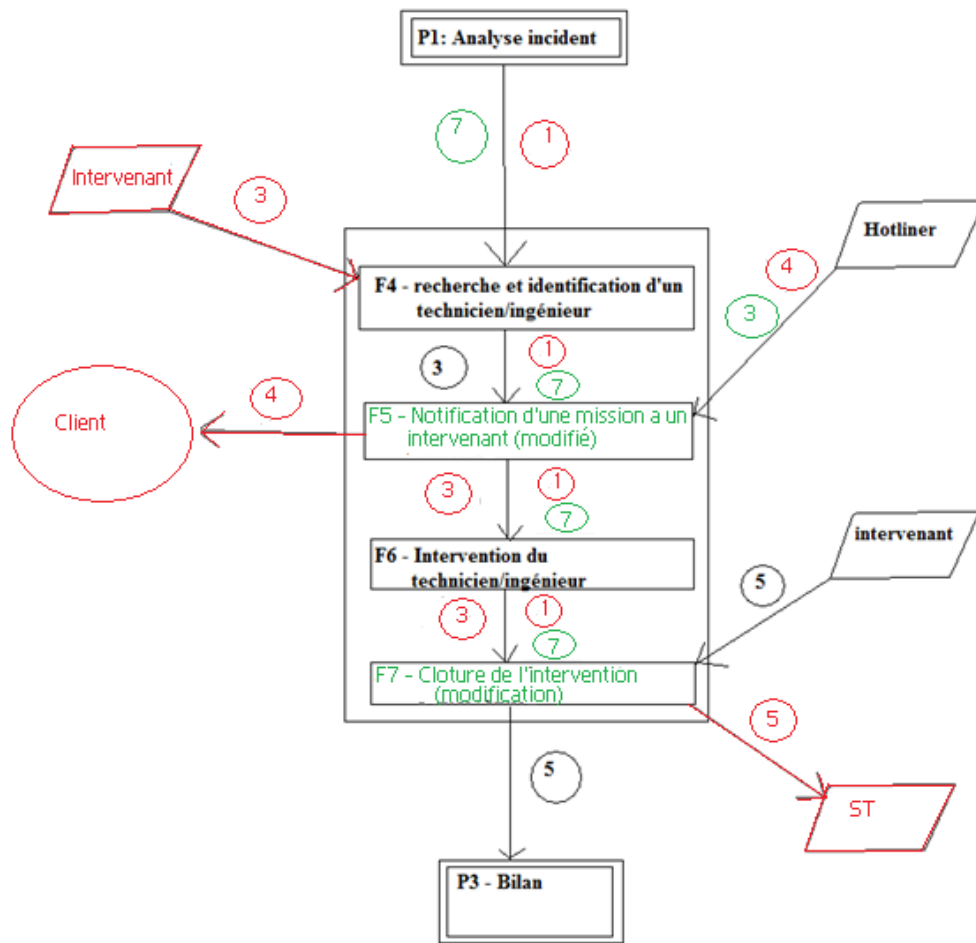 P1: Analyse incident
7
1
Intervenant
3
Hotliner
4
3
F4 - recherche et identification d'un
technicien/ingénieur
3
1
7
Client
4
F5 - Notification d'une mission a un
intervenant (modifié)
3
1
7
intervenant
F6 - Intervention du
technicien/ingénieur
5
3
1
7
F7 - Cloture de l'intervention
(modification)
5
5
ST
P3 - Bilan